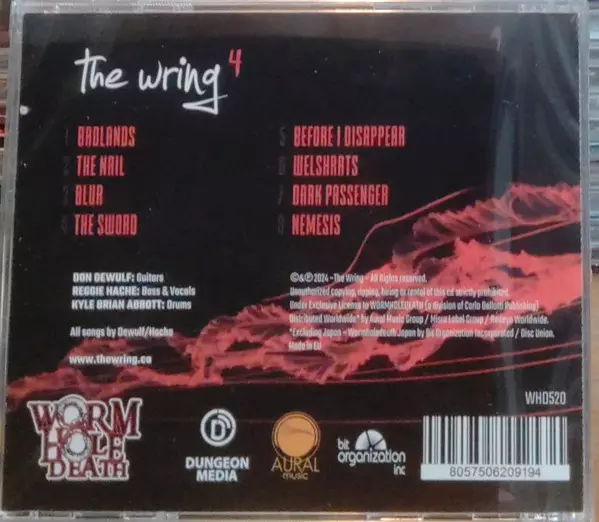 the wring 4
1 BADLANDS
2 THE NAIL
3 BLUR
4 THE SWORD
5 BEFORE I DISAPPEAR
6 WELSHRATS
7 DARK PASSENGER
8 NEMESIS
DON DEWULF: Guitars
REGGIE HACHE: Bass & Vocals
KYLE BRIAN ABBOTT: Drums
All songs by Dewulf/Hache
www.thewring.ca
©&℗ 2024 -The Wring - All Rights reserved.
Unauthorized copying, ripping, hiring or rental of this cd strictly prohibited.
Under Exclusive License to WORMHOLEDEATH (a division of Carlo Bellotti Publishing)
Distributed Worldwide* by Aural Music Group / Missa Label Group / Redeye Worldwide.
*Excluding Japan - Wormholedeath Japan by Bit Organization Incorporated / Disc Union.
Made in EU
WHD520
WORM
HOLE
DEATH
D
DUNGEON
MEDIA
AURAL
music
bit
organization
inc
8057506209194